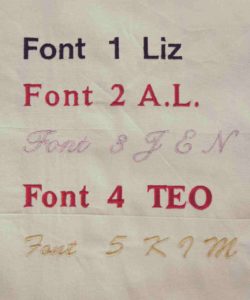 Font 1 Liz
Font 2 A.L.
Font 3 J E N
Font 4 TEO
Font 5 K I M